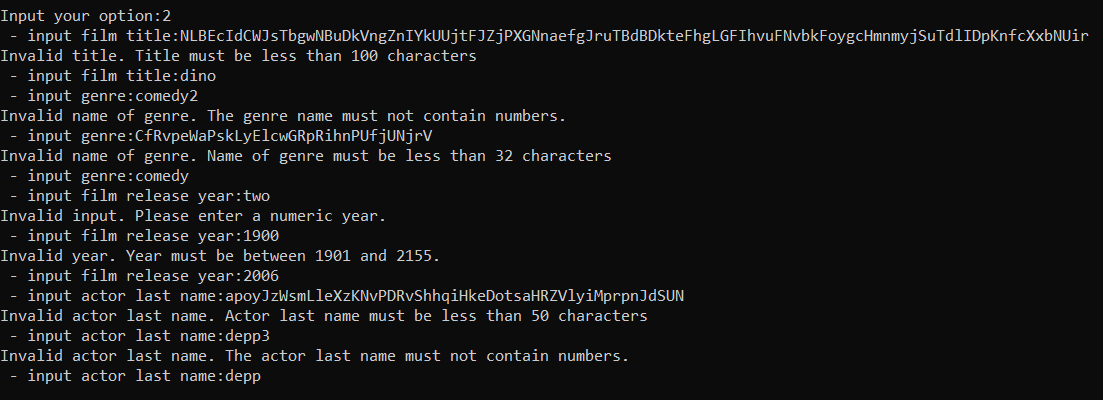 Input your option:2
 - input film title:NLBEcIdCWJsTbgwNBuDkVngZnIYkUUjtFJZjPXGNnaefgJruTBdBDkteFhgLGFIhvuFNvbkFoygcHmnmyjSuTdlIDpKnfcXxbNUir
Invalid title. Title must be less than 100 characters
 - input film title:dino
 - input genre:comedy2
Invalid name of genre. The genre name must not contain numbers.
 - input genre:CfRvpeWaPskLyElcwGRpRihnPUfjUNjrV
Invalid name of genre. Name of genre must be less than 32 characters
 - input genre:comedy
 - input film release year:two
Invalid input. Please enter a numeric year.
 - input film release year:1900
Invalid year. Year must be between 1901 and 2155.
 - input film release year:2006
 - input actor last name:apoyJzWsmLleXzKNvPDRvShhqiHkeDotsaHRZVlyiMprpnJdSUN
Invalid actor last name. Actor last name must be less than 50 characters
 - input actor last name:depp3
Invalid actor last name. The actor last name must not contain numbers.
 - input actor last name:depp